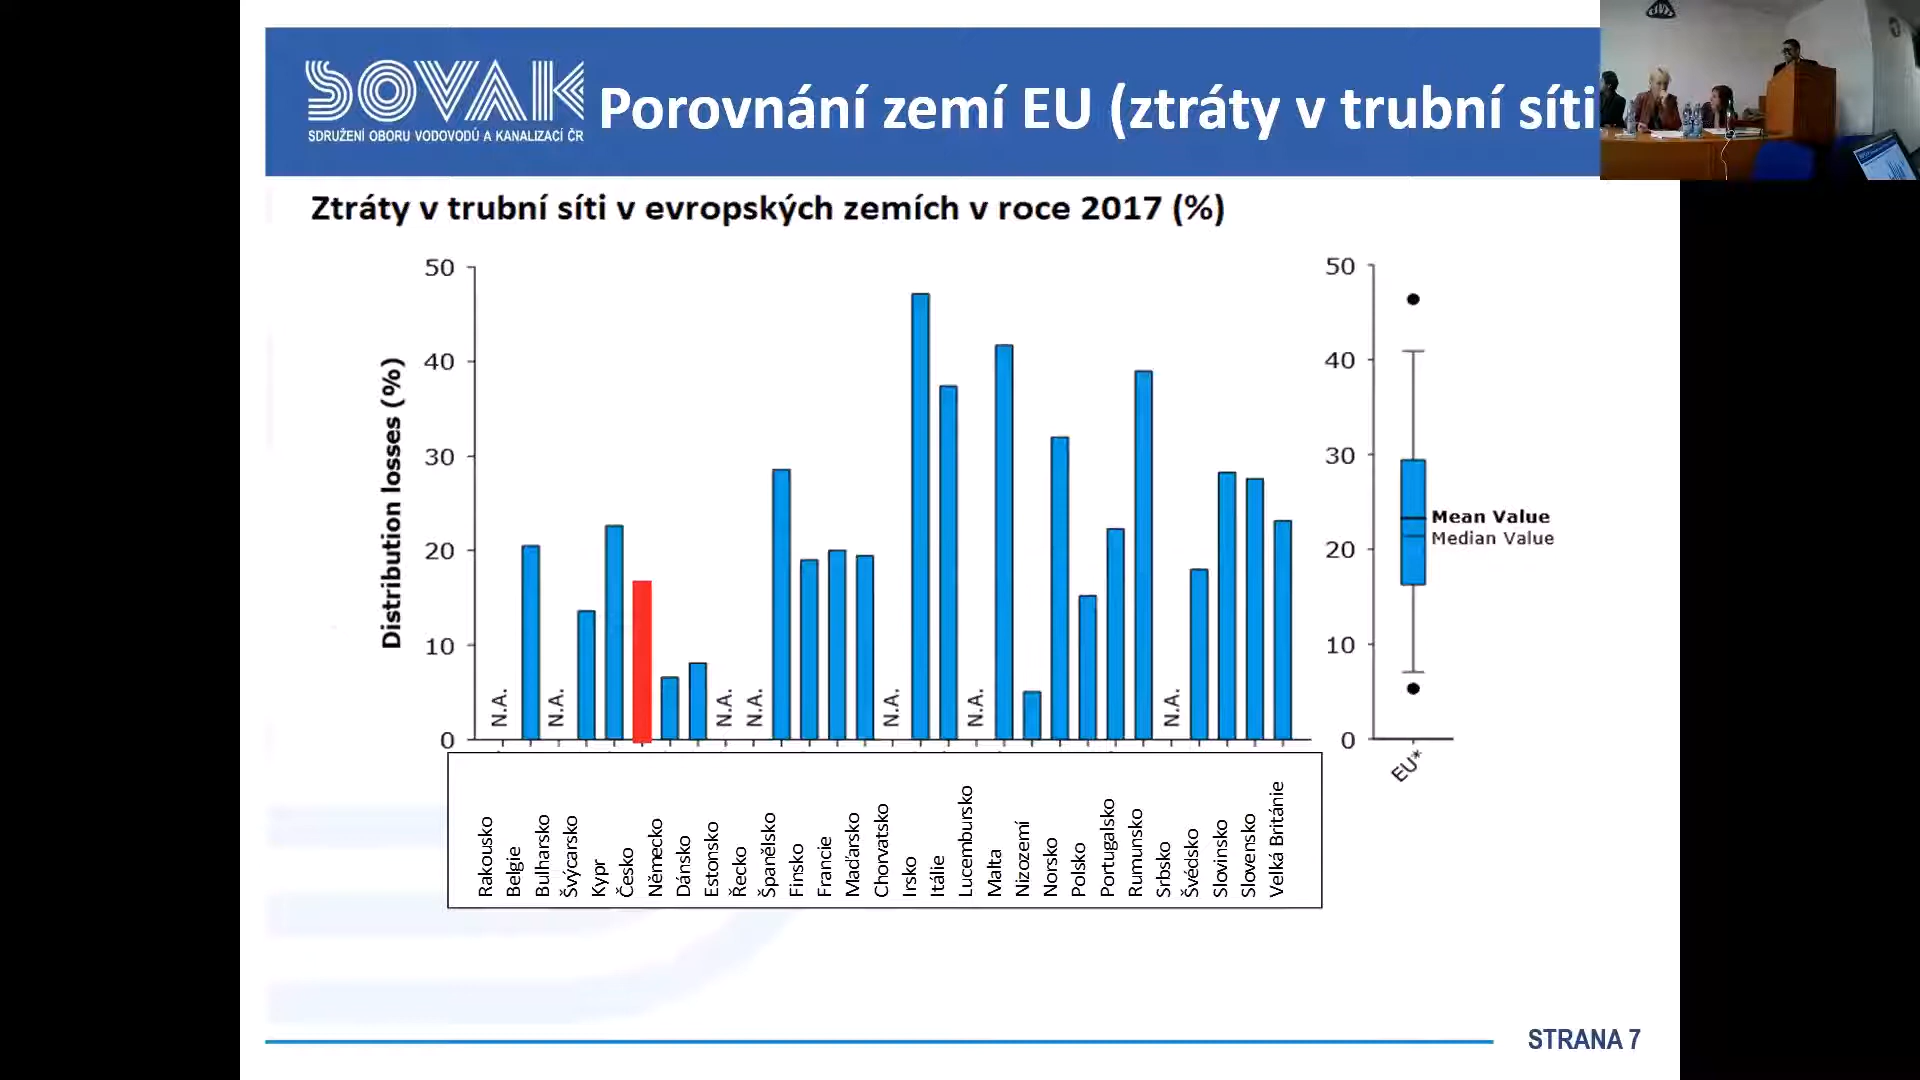 SOVAK
SDRUŽENÍ OBORU VODOVODŮ A KANALIZACÍ ČR
Porovnání zemí EU (ztráty v trubní síti
Ztráty v trubní síti v evropských zemích v roce 2017 (%)
Distribution losses (%)
50
40
30
20
10
0
N.A.
N.A.
N.A.
N.A.
N.A.
N.A.
N.A.
Rakousko
Belgie
Bulharsko
Švýcarsko
Kypr
Česko
Německo
Dánsko
Estonsko
Řecko
Španělsko
Finsko
Francie
Maďarsko
Chorvatsko
Irsko
Itálie
Lucembursko
Malta
Nizozemí
Norsko
Polsko
Portugalsko
Rumunsko
Srbsko
Švédsko
Slovinsko
Slovensko
Velká Británie
50
40
30
20
10
0
Mean Value
Median Value
EU*
STRANA 7